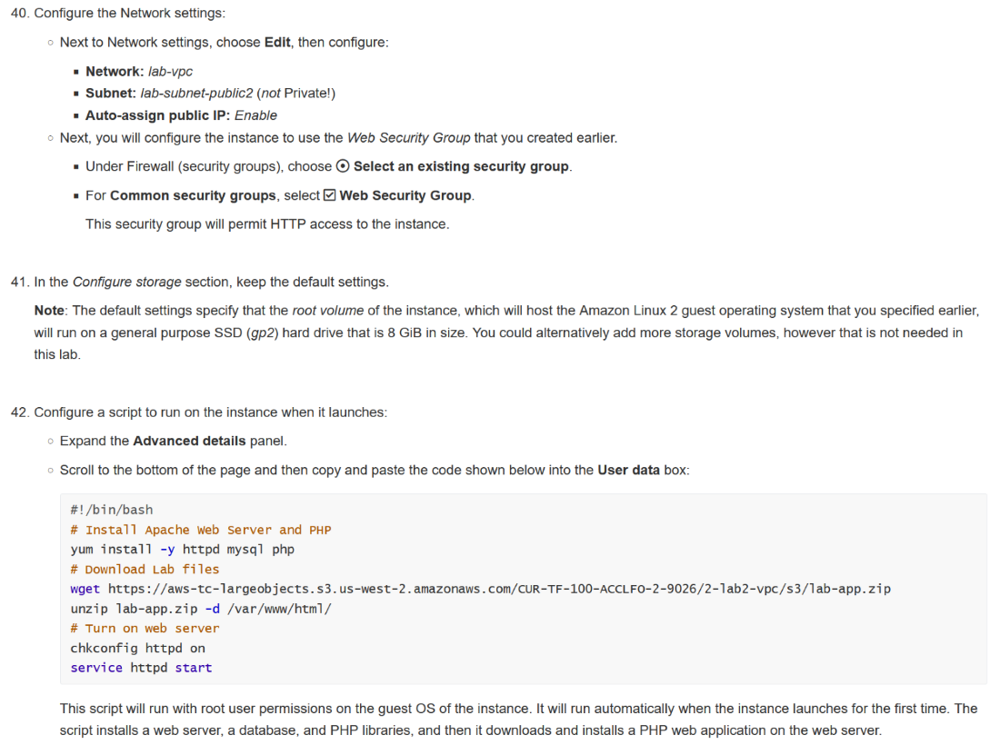 40. Configure the Network settings:
Next to Network settings, choose Edit, then configure:
Network: lab-vpc
Subnet: lab-subnet-public2 (not Private!)
Auto-assign public IP: Enable
Next, you will configure the instance to use the Web Security Group that you created earlier.
Under Firewall (security groups), choose Select an existing security group.
For Common security groups, select Web Security Group.
This security group will permit HTTP access to the instance.
41. In the Configure storage section, keep the default settings.
Note: The default settings specify that the root volume of the instance, which will host the Amazon Linux 2 guest operating system that you specified earlier,
will run on a general purpose SSD (gp2) hard drive that is 8 GiB in size. You could alternatively add more storage volumes, however that is not needed in
this lab.
42. Configure a script to run on the instance when it launches:
Expand the Advanced details panel.
Scroll to the bottom of the page and then copy and paste the code shown below into the User data box:
#!/bin/bash
# Install Apache Web Server and PHP
yum install -y httpd mysql php
# Download Lab files
wget https://aws-tc-largeobjects.s3.us-west-2.amazonaws.com/CUR-TF-100-ACCLFO-2-9026/2-lab2-vpc/s3/lab-app.zip
unzip lab-app.zip -d /var/www/html/
# Turn on web server
chkconfig httpd on
service httpd start
This script will run with root user permissions on the guest OS of the instance. It will run automatically when the instance launches for the first time. The
script installs a web server, a database, and PHP libraries, and then it downloads and installs a PHP web application on the web server.